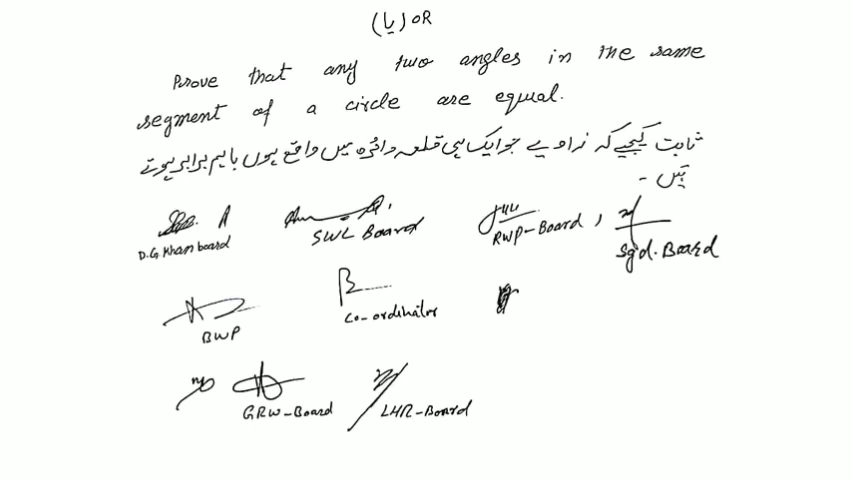 (یا) OR
Prove that any two angles in the same
segment of a circle are equal.
ثابت کیجیے کہ زاویے جو ایک ہی قطعہ دائرہ میں واقع ہوں باہم برابر ہوتے
ہیں -
D.G Khan board SWL Board RWP-Board , Sgd. Board
BWP Co-ordinator
GRW-Board LHR-Board